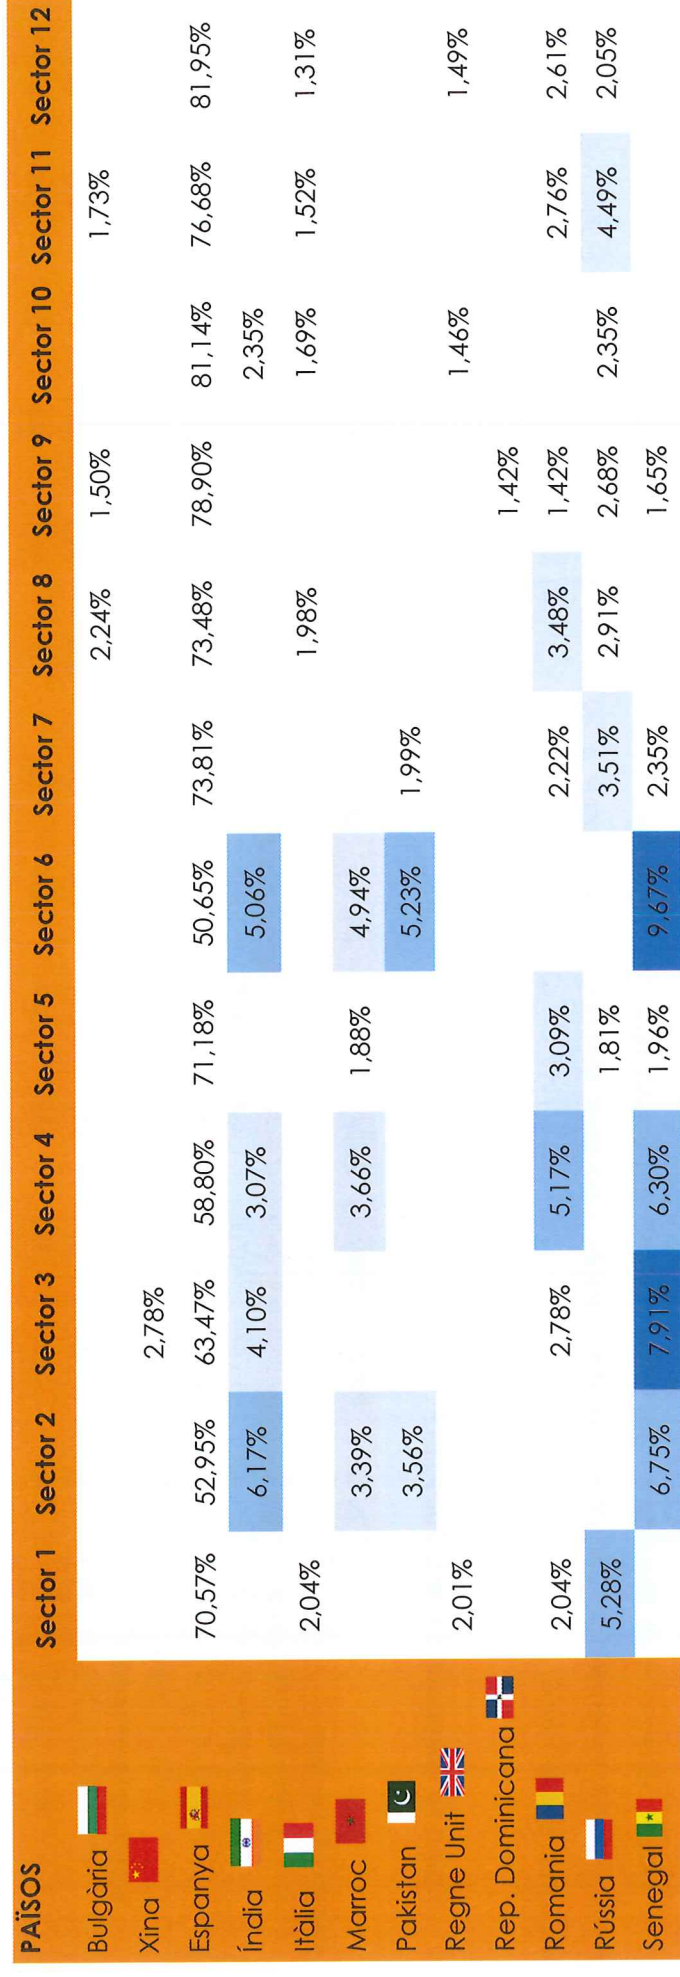 PAÏSOS Sector 1 Sector 2 Sector 3 Sector 4 Sector 5 Sector 6 Sector 7 Sector 8 Sector 9 Sector 10 Sector 11 Sector 12
Bulgària 2,24% 1,50% 1,73%
Xina 2,78%
Espanya 70,57% 52,95% 63,47% 58,80% 71,18% 50,65% 73,81% 73,48% 78,90% 81,14% 76,68% 81,95%
Índia 6,17% 4,10% 3,07% 5,06% 2,35%
Itàlia 2,04% 1,98% 1,69% 1,52% 1,31%
Marroc 3,39% 3,66% 1,88% 4,94%
Pakistan 3,56% 5,23% 1,99%
Regne Unit 2,01% 1,46% 1,49%
Rep. Dominicana 1,42%
Romania 2,04% 2,78% 5,17% 3,09% 2,22% 3,48% 1,42% 2,76% 2,61%
Rússia 5,28% 1,81% 3,51% 2,91% 2,68% 2,35% 4,49% 2,05%
Senegal 6,75% 7,91% 6,30% 1,96% 9,67% 2,35% 1,65%